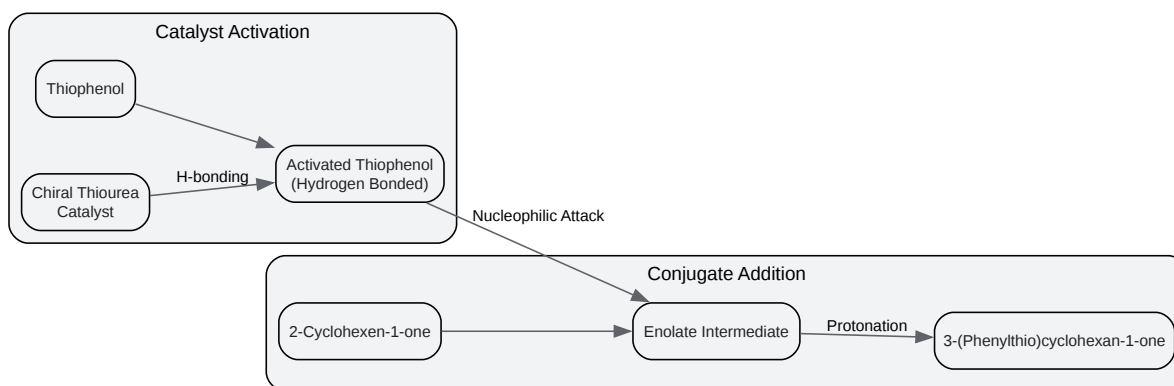 Catalyst Activation
Thiophenol
Chiral Thiourea
Catalyst
H-bonding
Activated Thiophenol
(Hydrogen Bonded)
Nucleophilic Attack
Conjugate Addition
2-Cyclohexen-1-one
Enolate Intermediate
Protonation
3-(Phenylthio)cyclohexan-1-one